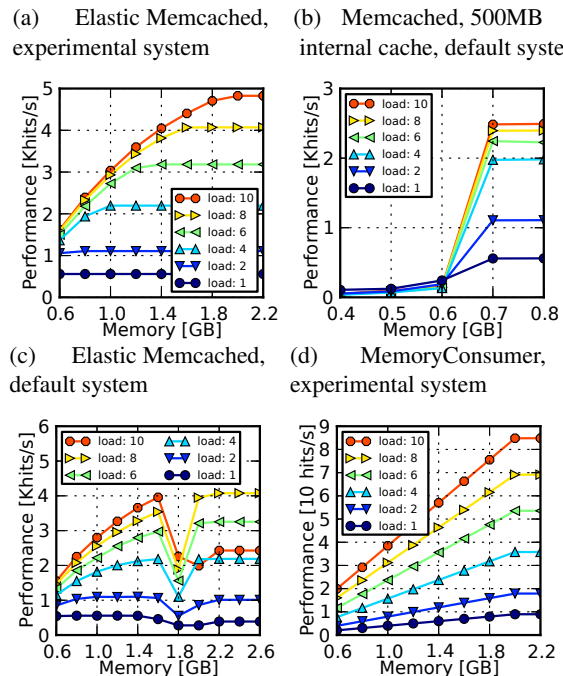 (a) Elastic Memcached,
experimental system
(b) Memcached, 500MB
internal cache, default syste
Performance [Khits/s]
5
4
3
2
1
0
load: 10
load: 8
load: 6
load: 4
load: 2
load: 1
0.6 1.0 1.4 1.8 2.2
Memory [GB]
Performance [Khits/s]
3
2
1
0
load: 10
load: 8
load: 6
load: 4
load: 2
load: 1
0.4 0.5 0.6 0.7 0.8
Memory [GB]
(c) Elastic Memcached,
default system
(d) MemoryConsumer,
experimental system
Performance [Khits/s]
6
5
4
3
2
1
0
load: 10 load: 4
load: 8 load: 2
load: 6 load: 1
0.6 1.0 1.4 1.8 2.2 2.6
Memory [GB]
Performance [10 hits/s]
9
8
7
6
5
4
3
2
1
0
load: 10
load: 8
load: 6
load: 4
load: 2
load: 1
0.6 1.0 1.4 1.8 2.2
Memory [GB]